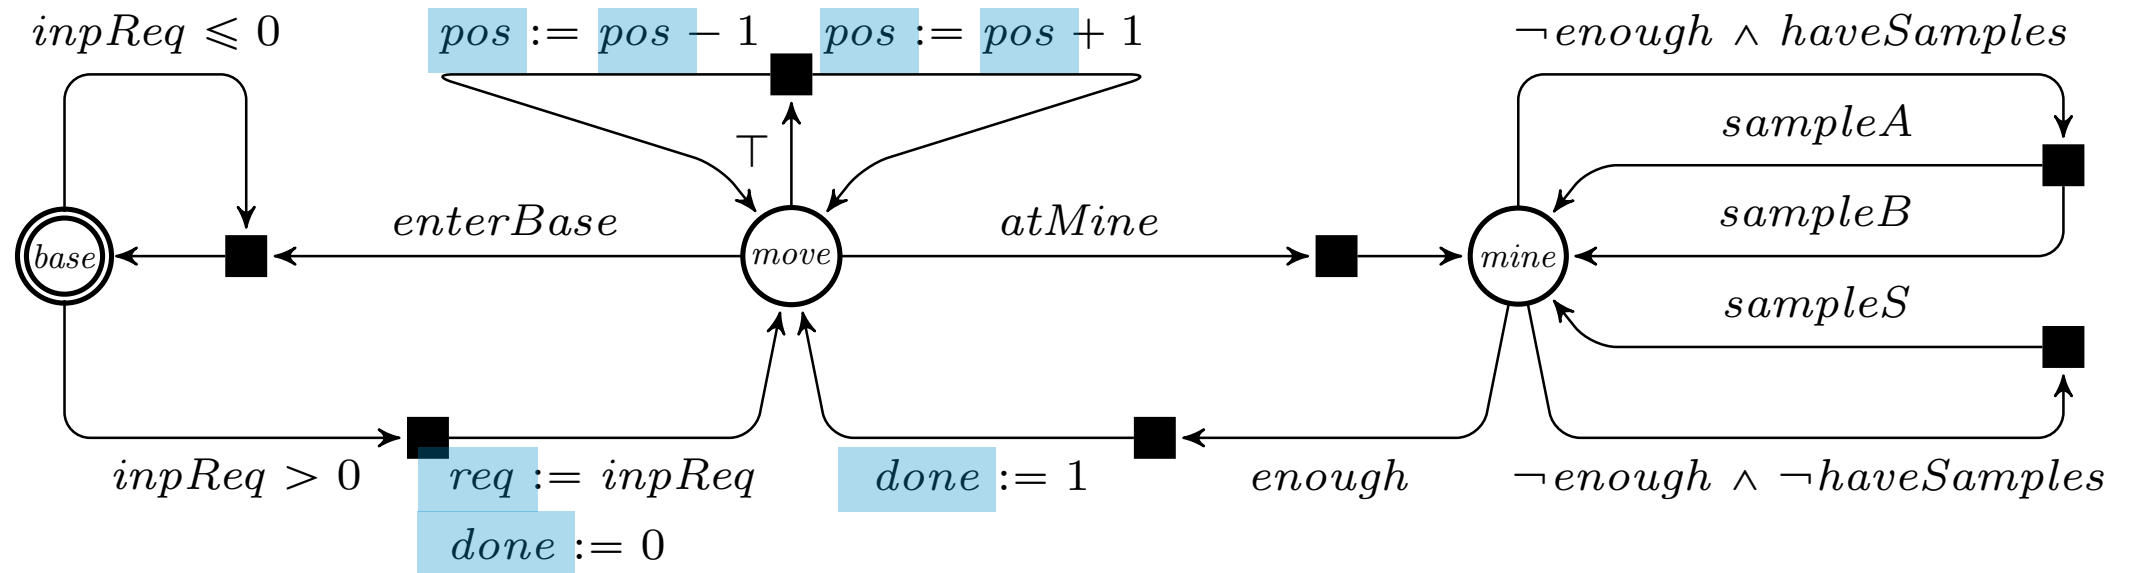 inpReq ⩽ 0
pos := pos − 1
pos := pos + 1
¬enough ∧ haveSamples
sampleA
⊤
enterBase
atMine
sampleB
base
move
mine
sampleS
inpReq > 0
req := inpReq
done := 1
enough
¬enough ∧ ¬haveSamples
done := 0